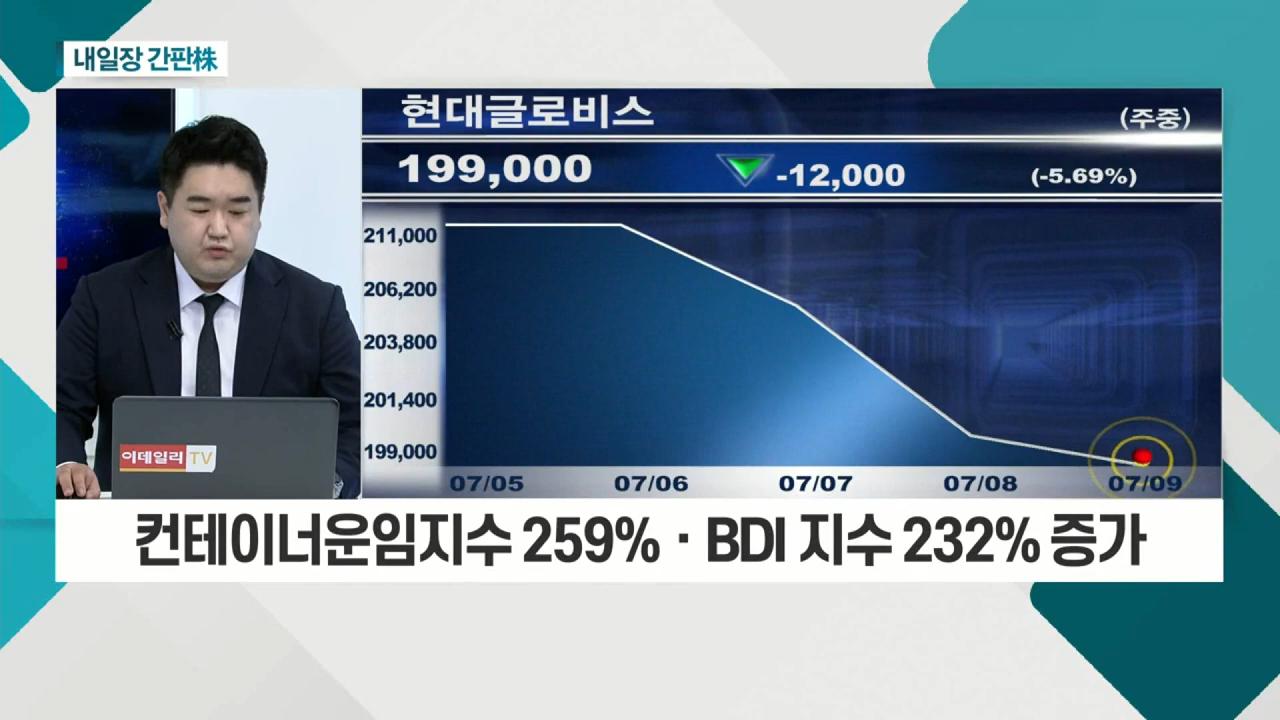 내일장 간판株
현대글로비스 (주중)
199,000 -12,000 (-5.69%)
211,000
206,200
203,800
201,400
199,000
07/05 07/06 07/07 07/08 07/09
이데일리 TV
컨테이너운임지수 259%·BDI 지수 232% 증가